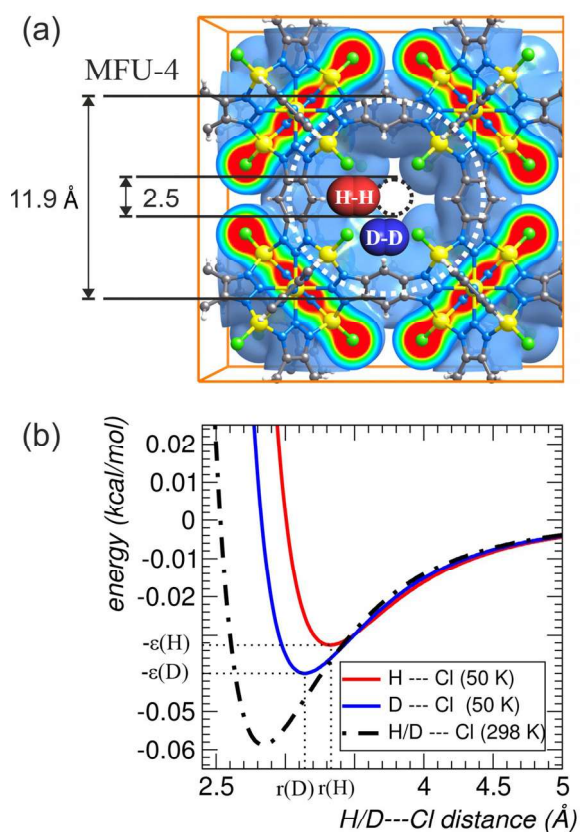 (a)
MFU-4
11.9 Å
2.5
H-H
D-D
(b)
energy (kcal/mol)
0.02
0.01
0
-0.01
-0.02
-ε(H)
-ε(D)
-0.05
-0.06
H --- Cl (50 K)
D --- Cl (50 K)
H/D --- Cl (298 K)
2.5
r(D)
r(H)
4
4.5
5
H/D---Cl distance (Å)